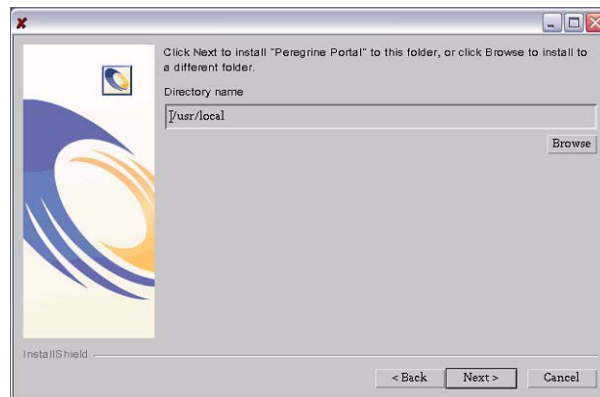 Click Next to install "Peregrine Portal" to this folder, or click Browse to install to
a different folder.
Directory name
/usr/local
Browse
InstallShield
< Back
Next >
Cancel